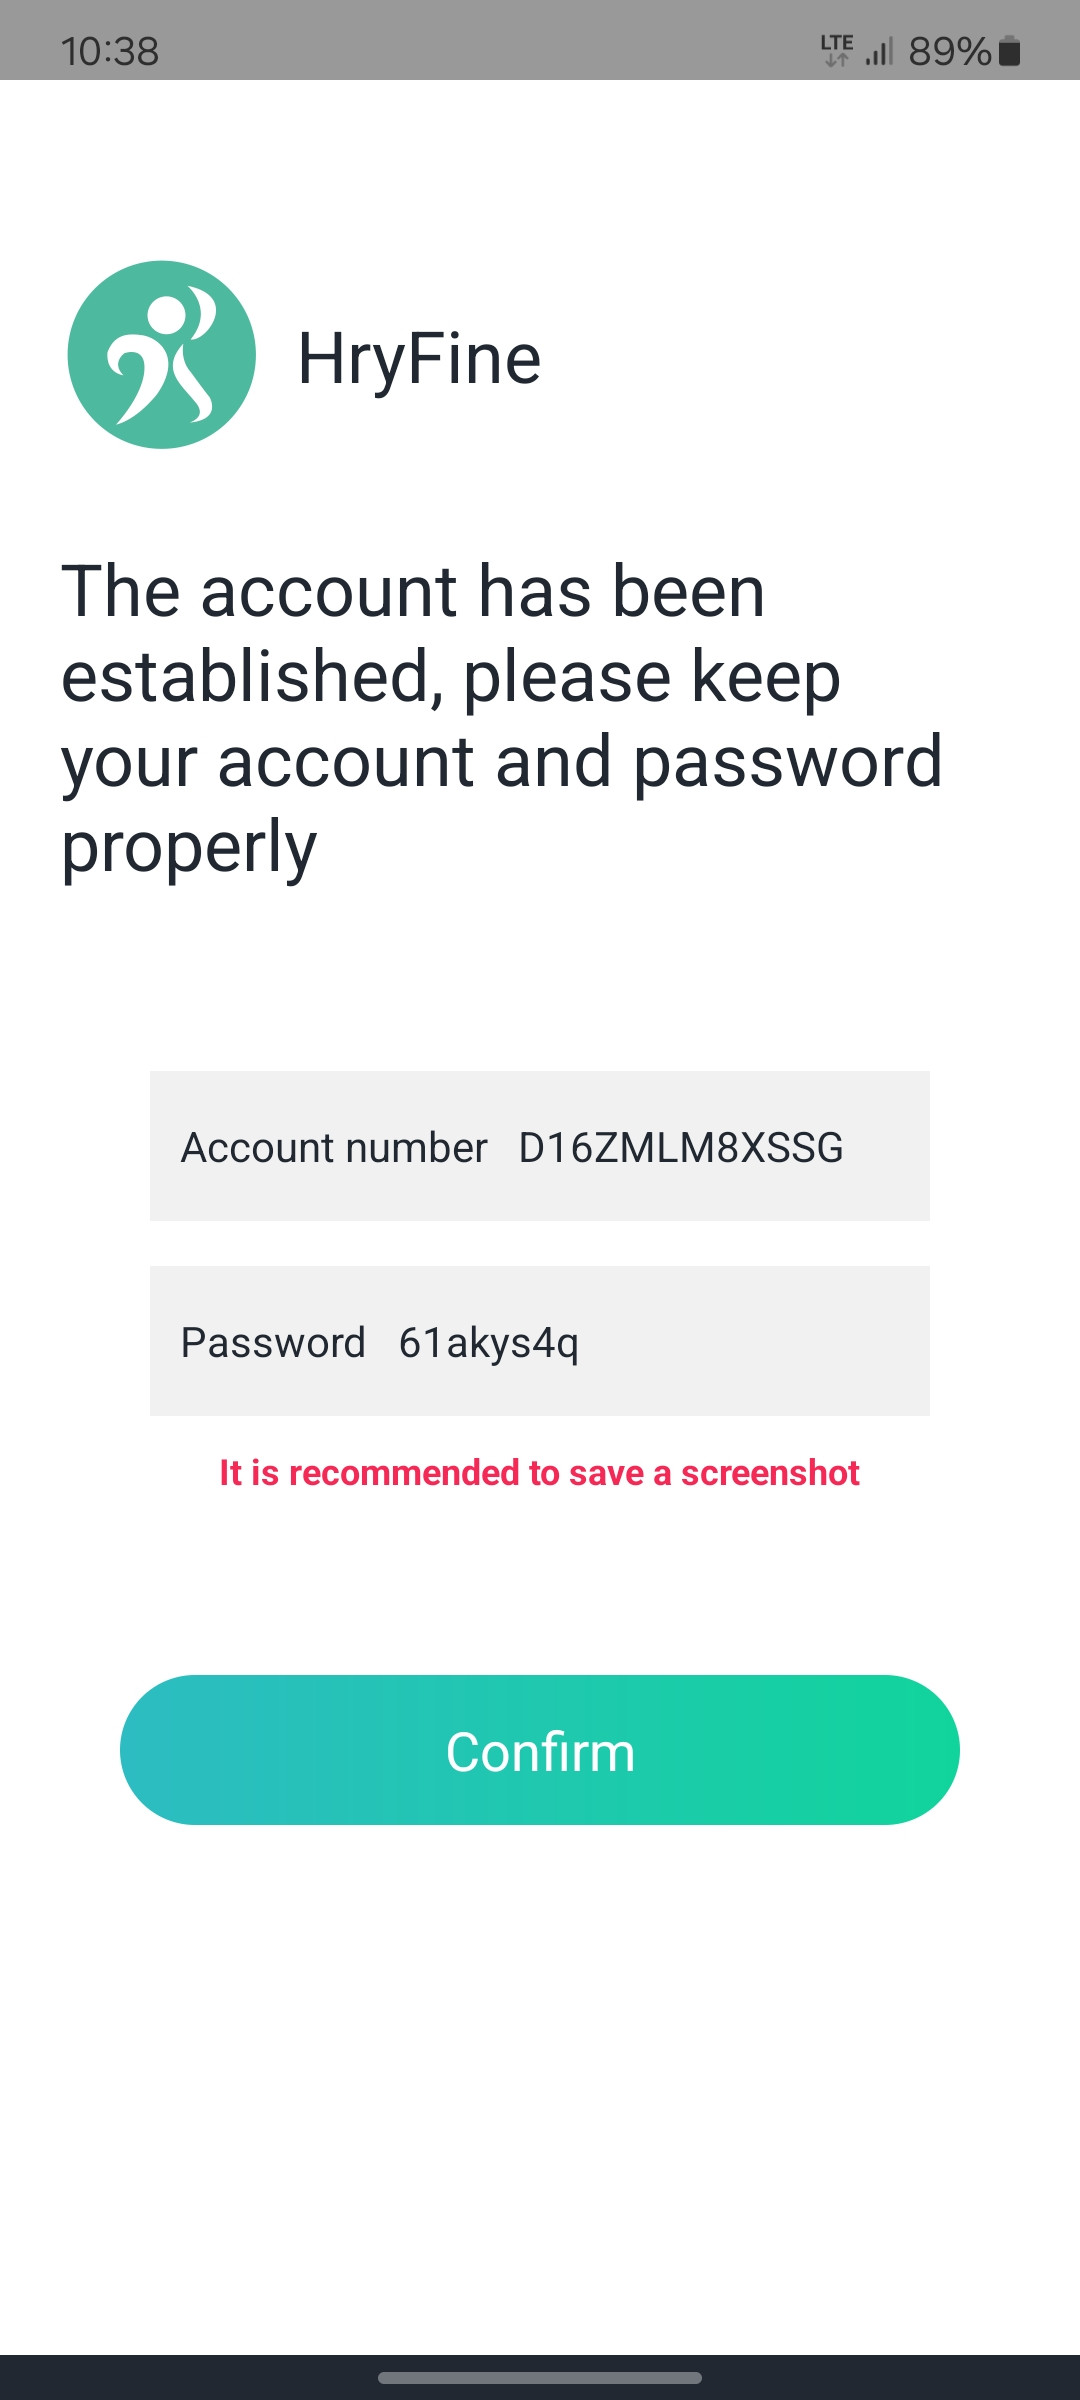 10:38 LTE 89%
HryFine
The account has been
established, please keep
your account and password
properly
Account number D16ZMLM8XSSG
Password 61akys4q
It is recommended to save a screenshot
Confirm